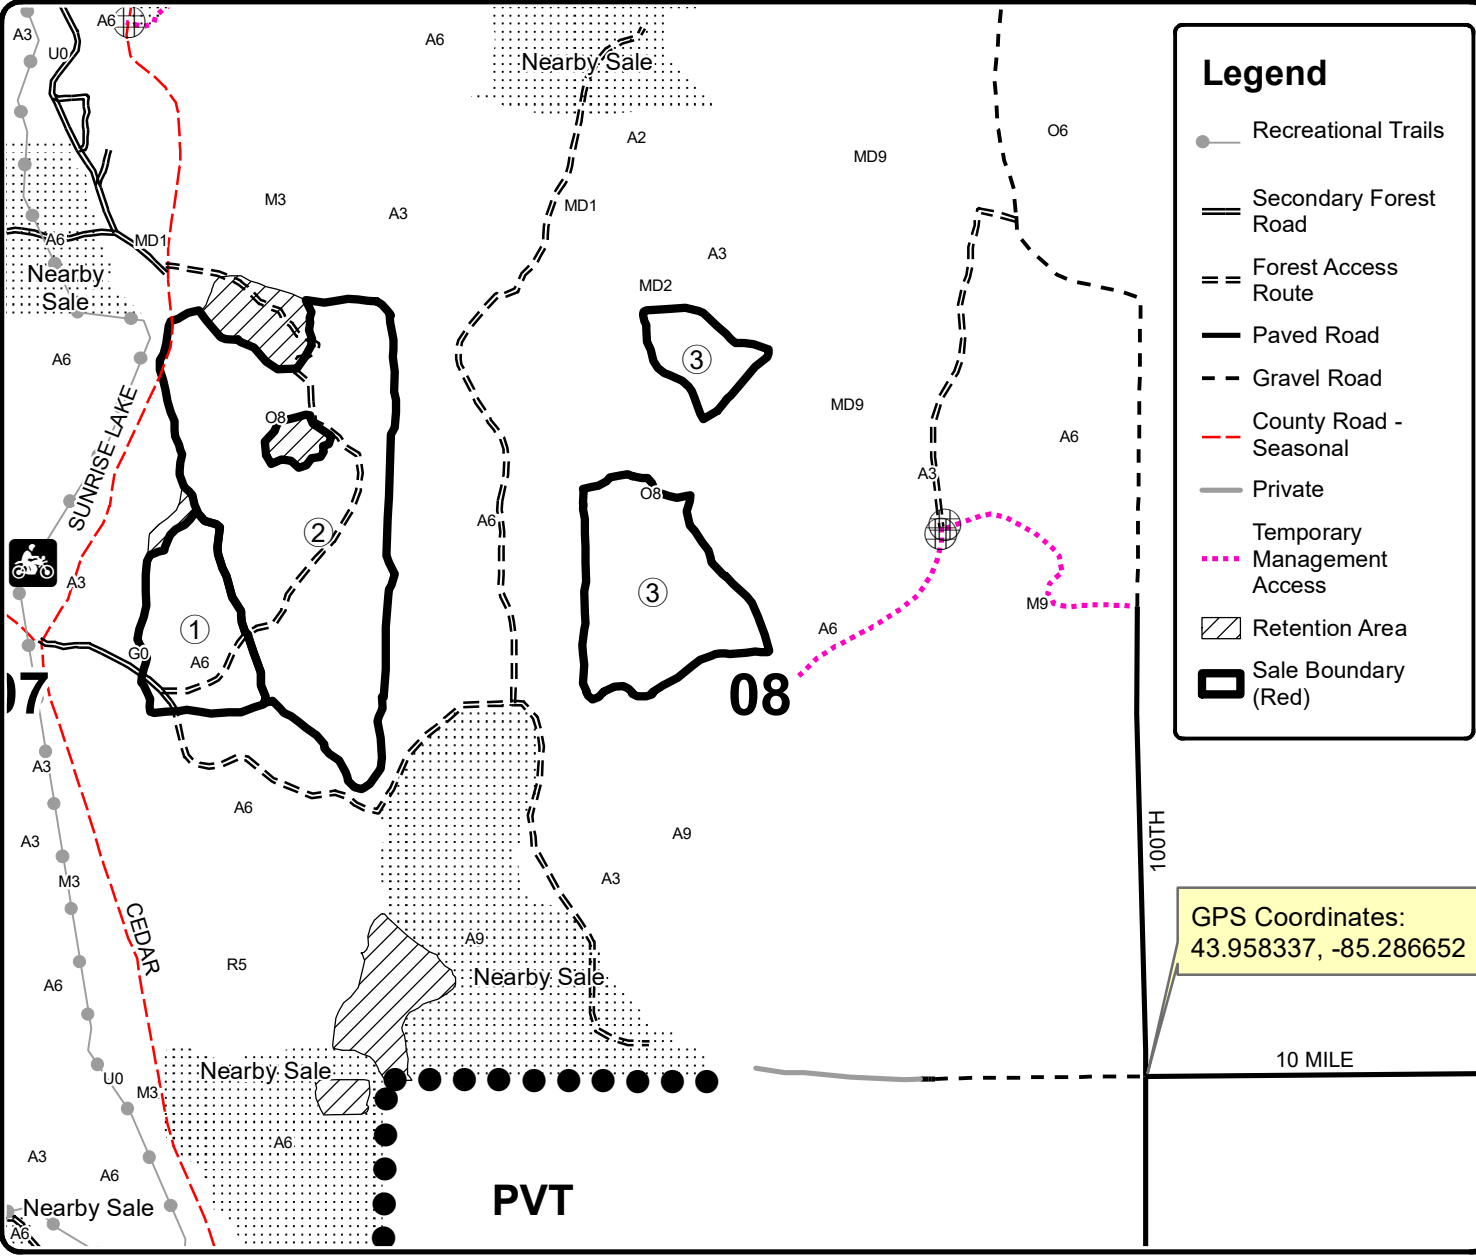 A3
U0
A6
A6
Nearby Sale
A2
MD9
O6
M3
A3
MD1
A6
MD1
A3
Nearby
Sale
MD2
A6
3
MD9
O8
A6
SUNRISE LAKE
A3
O8
A6
2
A3
3
M9
1
G0
A6
A6
07
08
A3
A6
A3
A9
100TH
M3
A3
CEDAR
A9
R5
Nearby Sale
A6
GPS Coordinates:
43.958337, -85.286652
Nearby Sale
U0
M3
10 MILE
A6
A3
A6
Nearby Sale
PVT
A6
Legend
Recreational Trails
Secondary Forest
Road
Forest Access
Route
Paved Road
Gravel Road
County Road -
Seasonal
Private
Temporary
Management
Access
Retention Area
Sale Boundary
(Red)